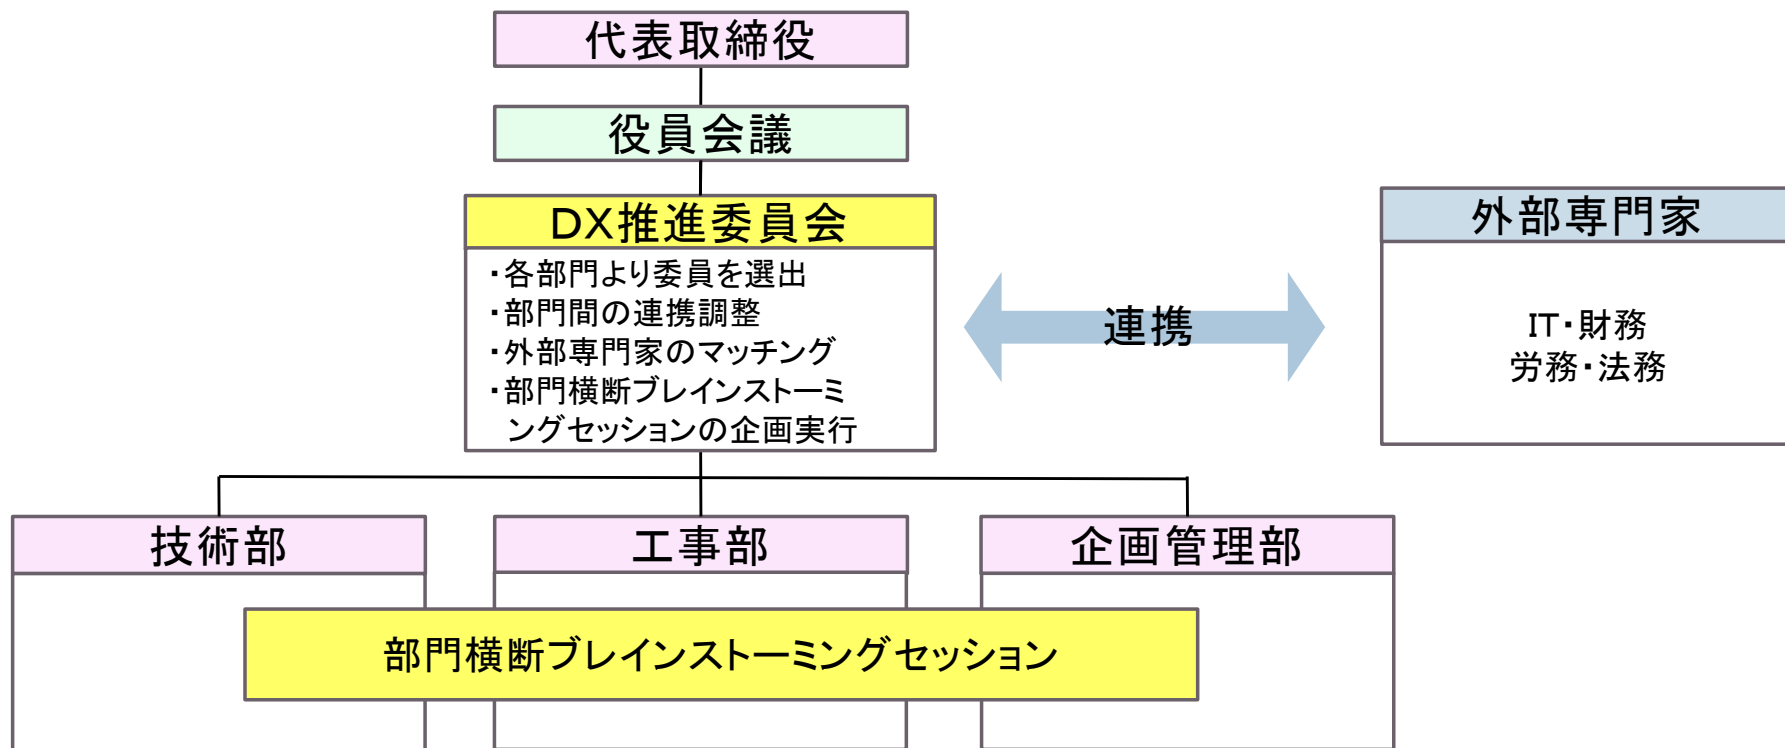 代表取締役
役員会議
DX推進委員会
・各部門より委員を選出
・部門間の連携調整
・外部専門家のマッチング
・部門横断ブレインストーミ
ングセッションの企画実行
連携
外部専門家
IT・財務
労務・法務
技術部
工事部
企画管理部
部門横断ブレインストーミングセッション